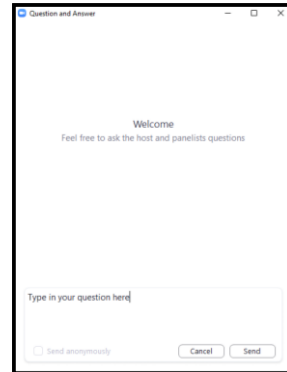 Question and Answer
Welcome
Feel free to ask the host and panelists questions
Type in your question here
Send anonymously
Cancel Send